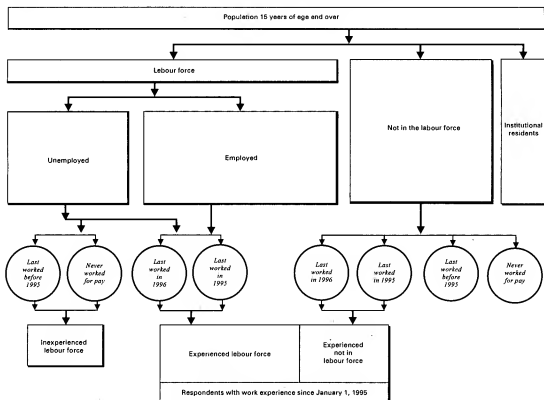 Population 15 years of age and over
Labour force
Unemployed
Employed
Not in the labour force
Institutional
residents
Last
worked
before
1995
Never
worked
for pay
Last
worked
in
1996
Last
worked
in
1995
Last
worked
in 1996
Last
worked
in 1995
Last
worked
before
1995
Never
worked
for pay
Inexperienced
labour force
Experienced labour force
Experienced
not in
labour force
Respondents with work experience since January 1, 1995